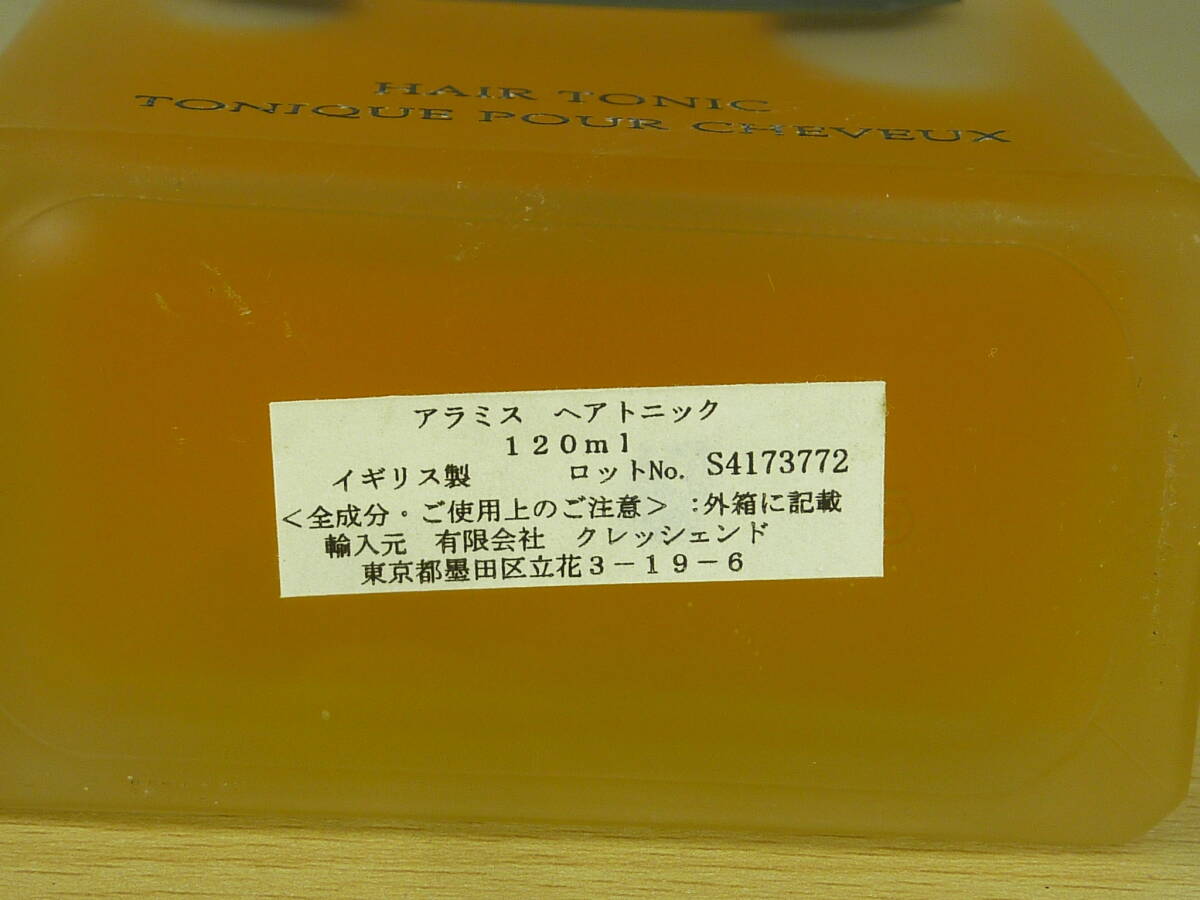 HAIR TONIC
TONIQUE POUR CHEVEUX
アラミス ヘアトニック
120ml
イギリス製 ロットNo. S4173772
＜全成分・ご使用上のご注意＞：外箱に記載
輸入元 有限会社 クレッシェンド
東京都墨田区立花3－19－6